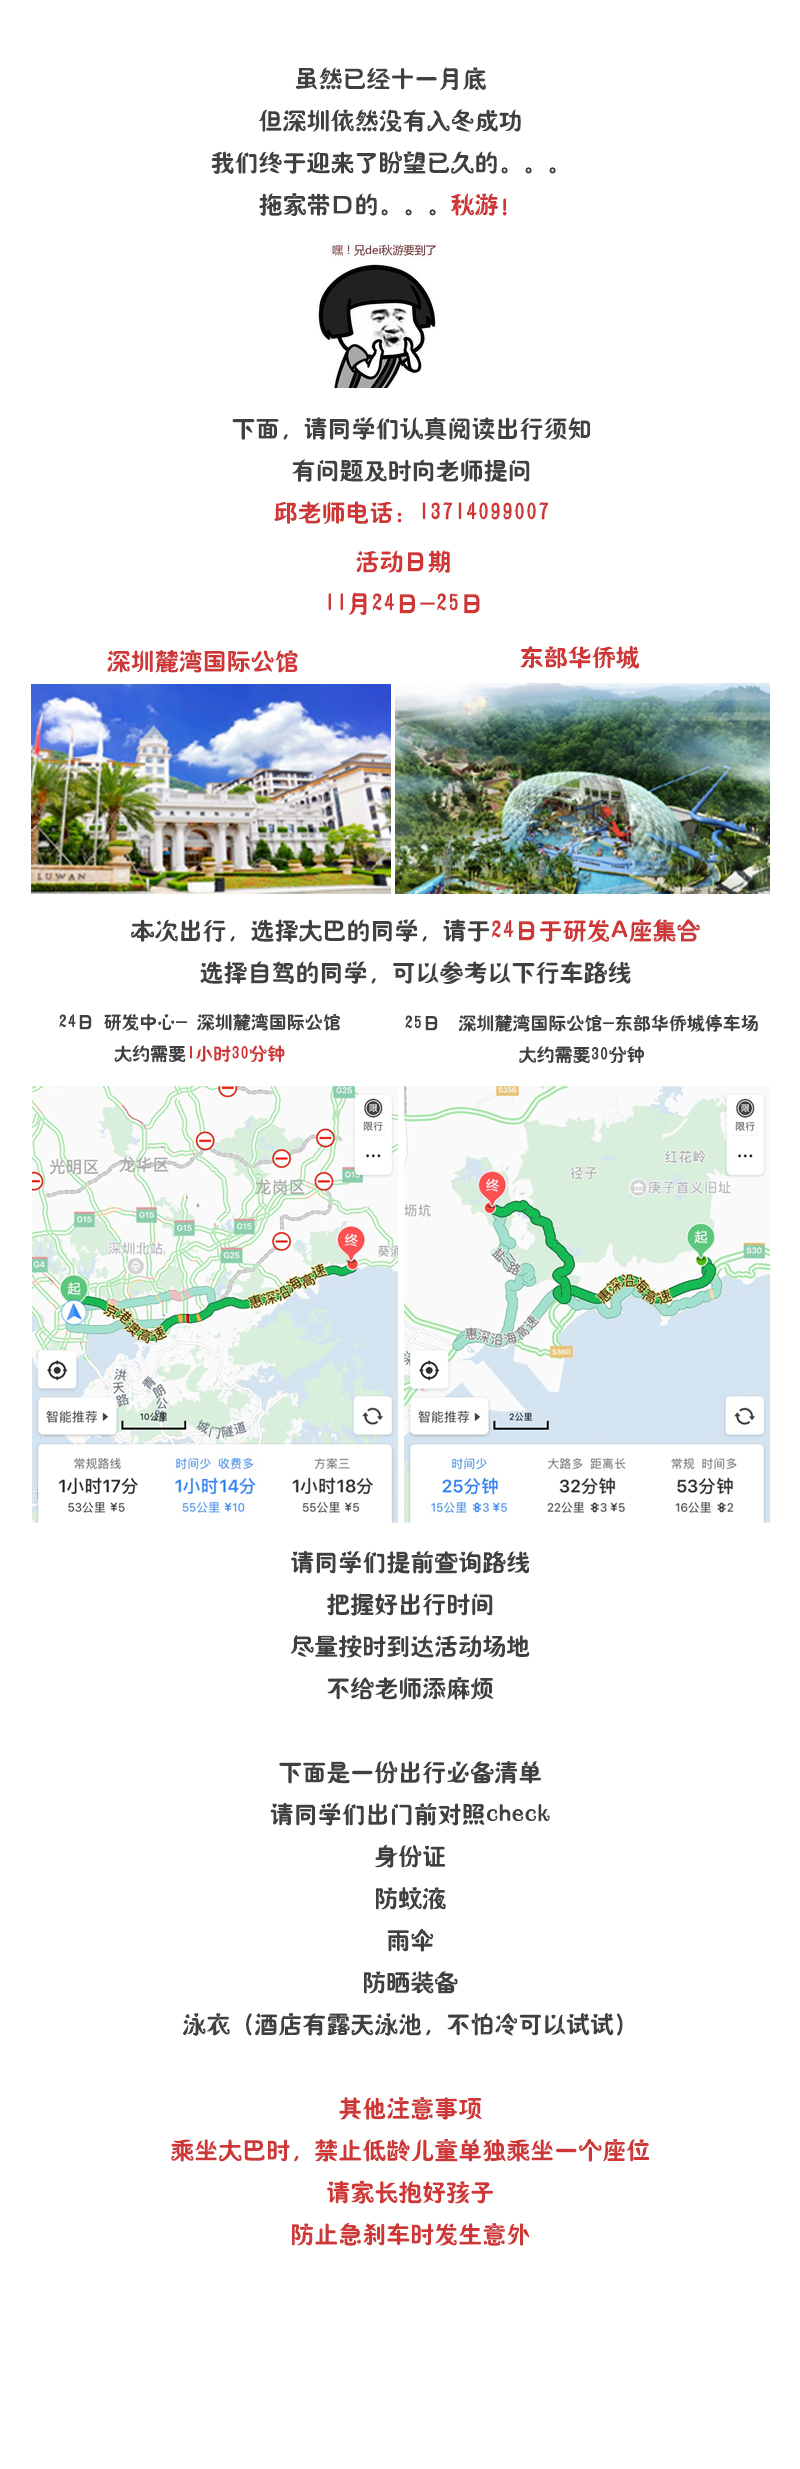 虽然已经十一月底
但深圳依然没有入冬成功
我们终于迎来了盼望已久的。。。
拖家带口的。。。秋游！
嘿！兄dei秋游要到了
下面，请同学们认真阅读出行须知
有问题及时向老师提问
邱老师电话：13714099007
活动日期
11月24日-25日
深圳麓湾国际公馆
东部华侨城
LUWAN
本次出行，选择大巴的同学，请于24日于研发A座集合
选择自驾的同学，可以参考以下行车路线
24日 研发中心- 深圳麓湾国际公馆
大约需要1小时30分钟
25日 深圳麓湾国际公馆-东部华侨城停车场
大约需要30分钟
G25
限
限行
光明区
龙华区
龙岗区
G15
G15
G15
G15
G15
深圳北站
G25
G4
终
葵涌
起
京港澳高速
惠深沿海高速
洪天路
青明公路
城门隧道
智能推荐
10公里
常规路线
1小时17分
53公里 ¥5
时间少 收费多
1小时14分
55公里 ¥10
方案三
1小时18分
55公里 ¥5
S356
限
限行
红花岭
径子
庚子首义旧址
终
坜坑
起
S30
惠深沿海高速
惠深沿海高速
S360
智能推荐
2公里
时间少
25分钟
15公里 3 ¥5
大路多 距离长
32分钟
22公里 3 ¥5
常规 时间多
53分钟
16公里 2
请同学们提前查询路线
把握好出行时间
尽量按时到达活动场地
不给老师添麻烦
下面是一份出行必备清单
请同学们出门前对照check
身份证
防蚊液
雨伞
防晒装备
泳衣（酒店有露天泳池，不怕冷可以试试）
其他注意事项
乘坐大巴时，禁止低龄儿童单独乘坐一个座位
请家长抱好孩子
防止急刹车时发生意外